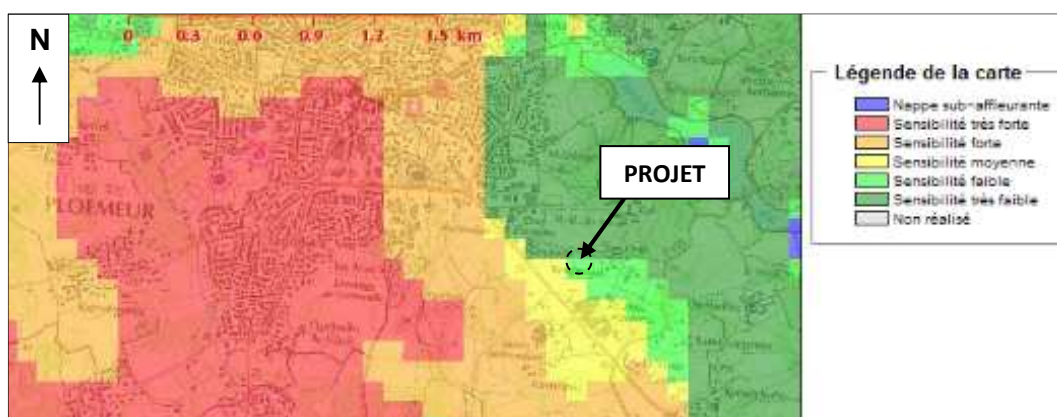 N
0 0.3 0.6 0.9 1.2 1.5 km
PROJET
PLOEMEUR
Légende de la carte
Nappe sub-affleurante
Sensibilité très forte
Sensibilité forte
Sensibilité moyenne
Sensibilité faible
Sensibilité très faible
Non réalisé